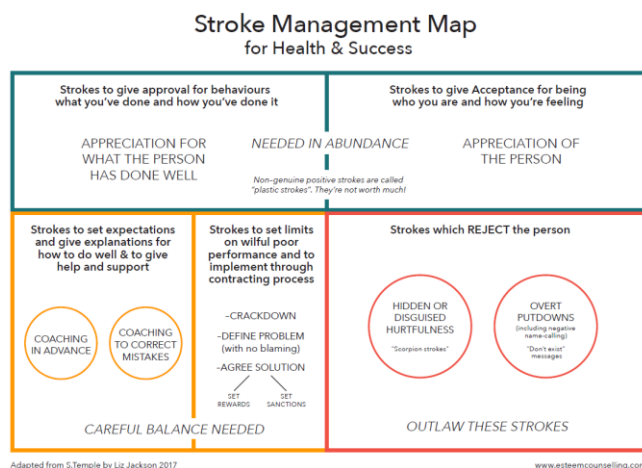 Stroke Management Map
for Health & Success
Strokes to give approval for behaviours
what you've done and how you've done it
APPRECIATION FOR
WHAT THE PERSON
HAS DONE WELL
NEEDED IN ABUNDANCE
Non-genuine positive strokes are called
"plastic strokes". They're not worth much!
Strokes to give Acceptance for being
who you are and how you're feeling
APPRECIATION OF
THE PERSON
Strokes to set expectations
and give explanations for
how to do well & to give
help and support
COACHING
IN ADVANCE
COACHING
TO CORRECT
MISTAKES
Strokes to set limits
on wilful poor
performance and to
implement through
contracting process
–CRACKDOWN
–DEFINE PROBLEM
(with no blaming)
–AGREE SOLUTION
SET
REWARDS
SET
SANCTIONS
CAREFUL BALANCE NEEDED
Strokes which REJECT the person
HIDDEN OR
DISGUISED
HURTFULNESS
"Scorpion strokes"
OVERT
PUTDOWNS
(including negative
name-calling)
"Don't exist"
messages
OUTLAW THESE STROKES
Adapted from S.Temple by Liz Jackson 2017
www.esteemcounselling.com